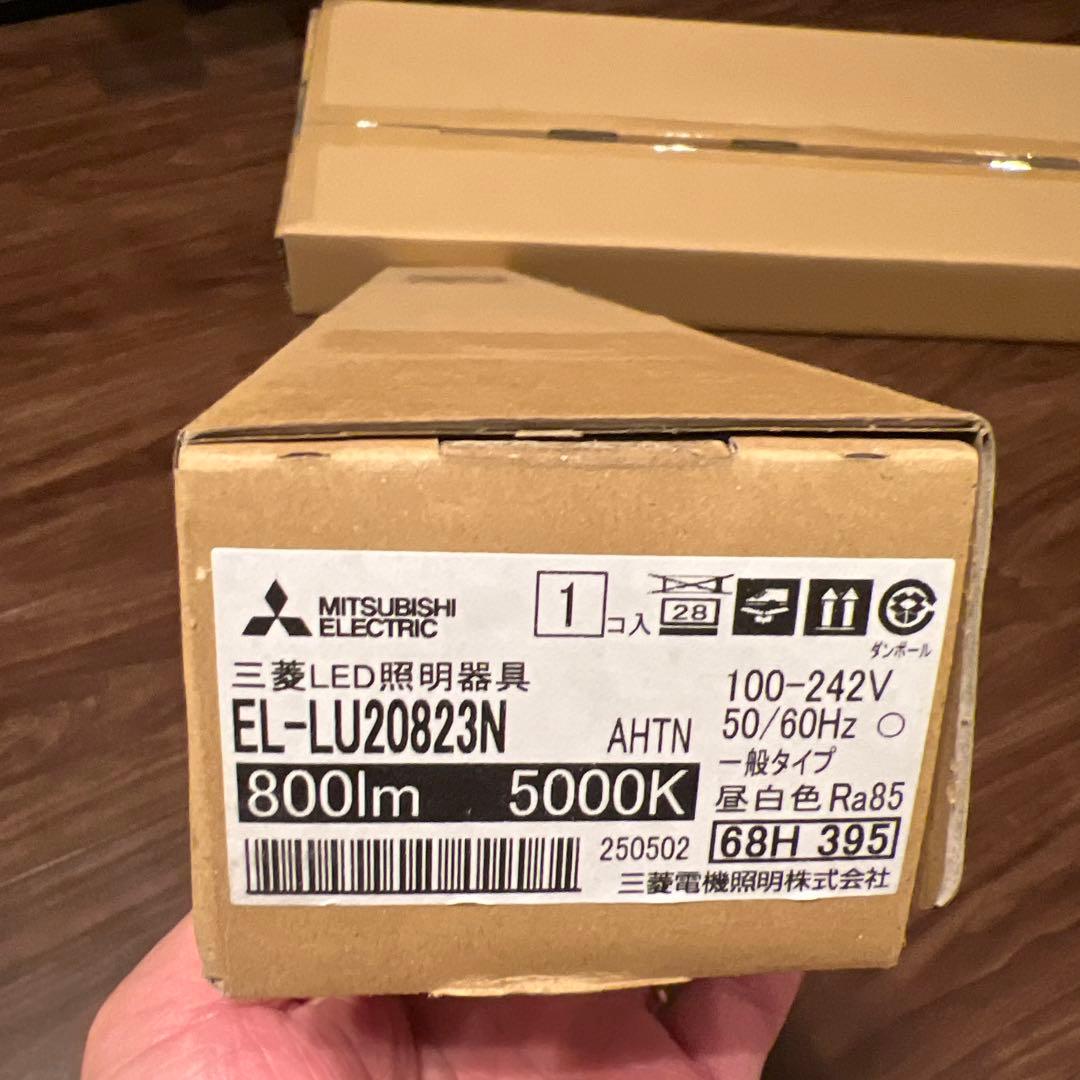 MITSUBISHI
ELECTRIC
1コ入
28
ダンボール
三菱LED照明器具
EL-LU20823N AHTN
800lm 5000K
100-242V
50/60Hz ○
一般タイプ
昼白色 Ra85
250502
68H 395
三菱電機照明株式会社